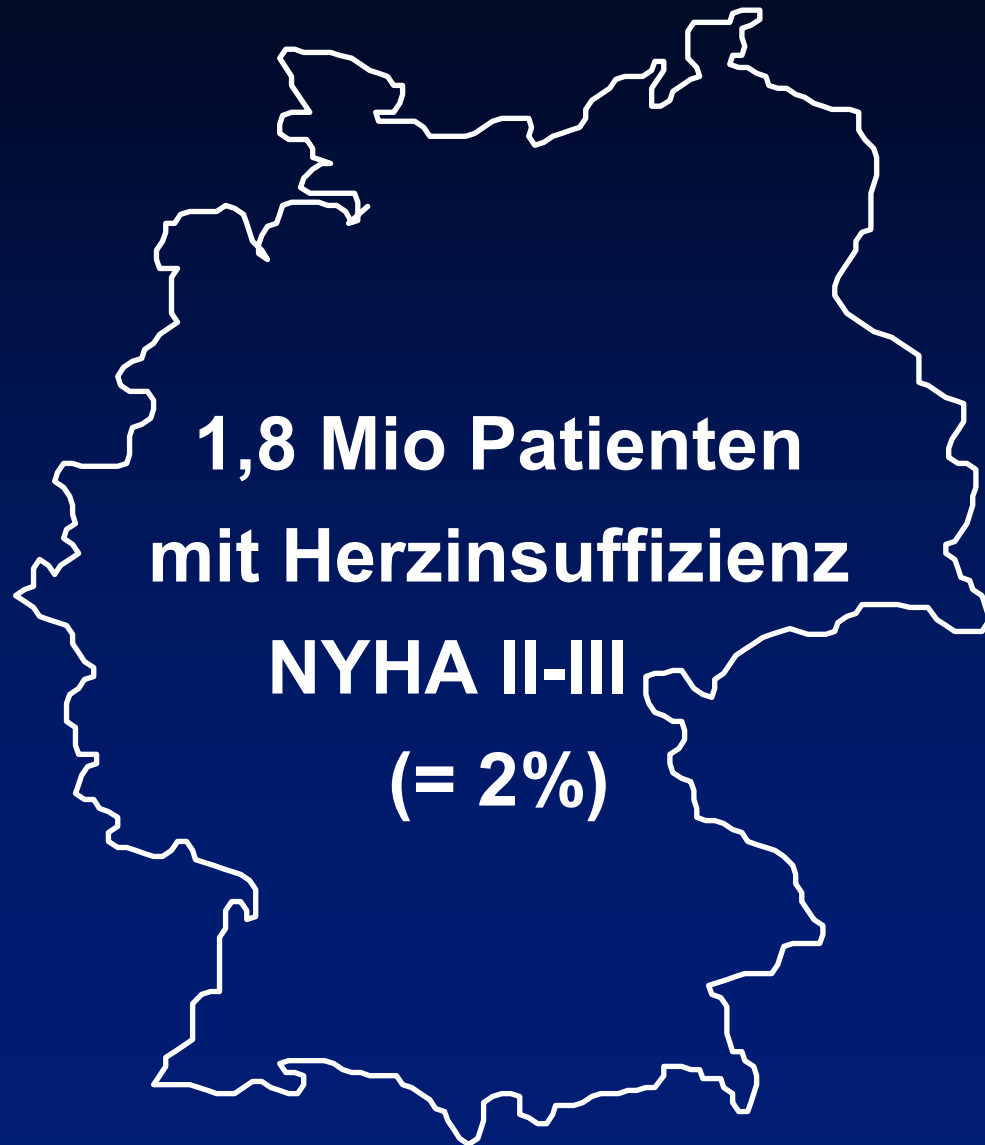 1,8 Mio Patienten
mit Herzinsuffizienz
NYHA II-III
(= 2%)